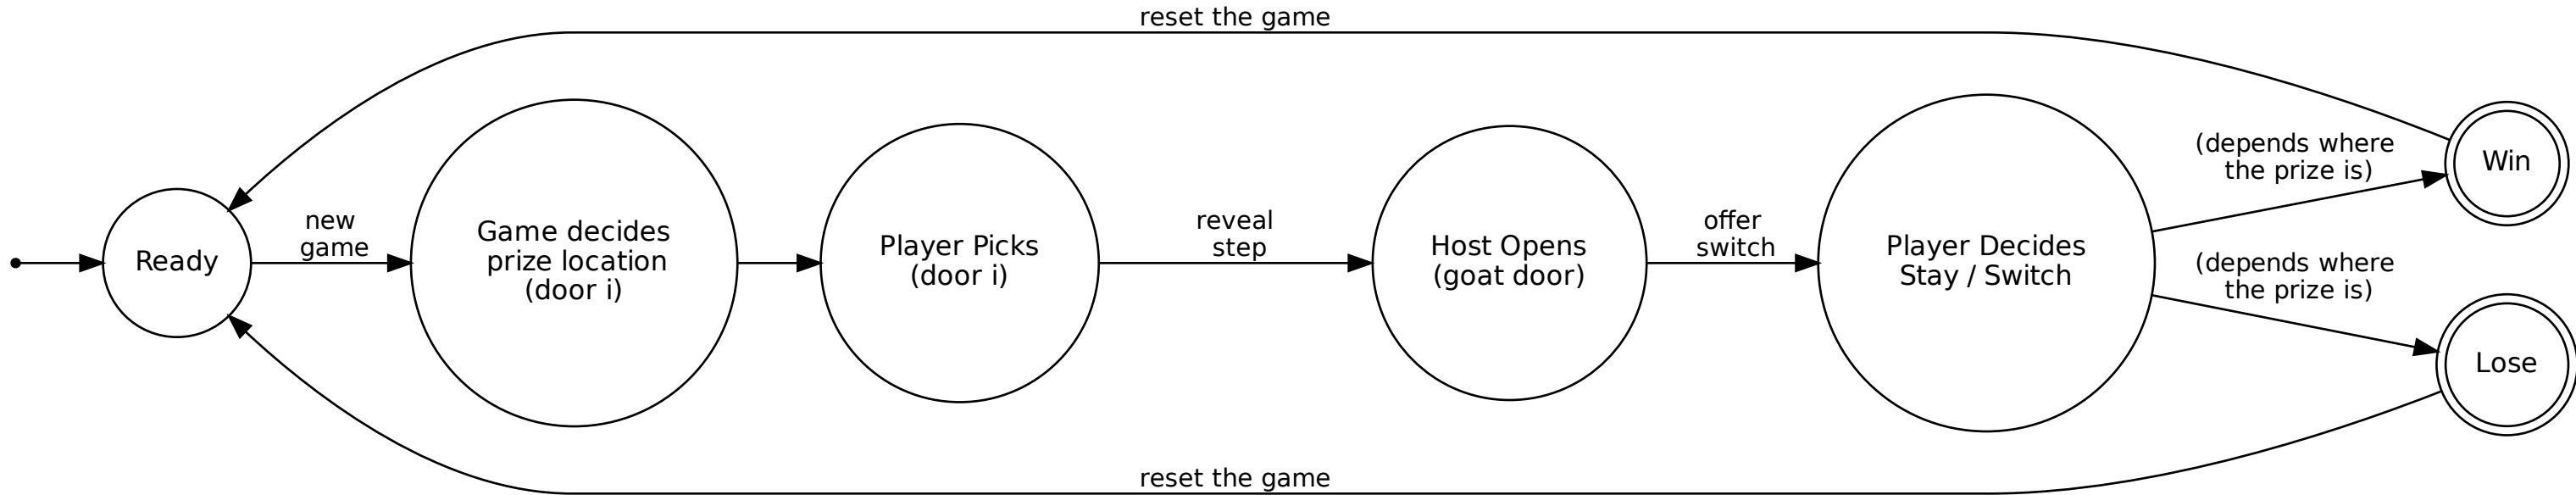 reset the game
Ready
new
game
Game decides
prize location
(door i)
Player Picks
(door i)
reveal
step
Host Opens
(goat door)
offer
switch
Player Decides
Stay / Switch
(depends where
the prize is)
Win
(depends where
the prize is)
Lose
reset the game